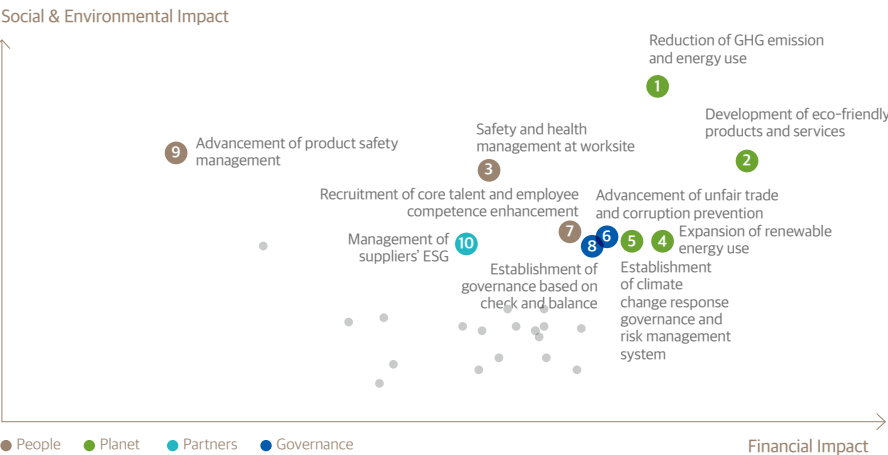 Social & Environmental Impact
Reduction of GHG emission
and energy use
1
Development of eco-friendly
products and services
2
Safety and health
management at worksite
3
9
Advancement of product safety
management
Recruitment of core talent and employee
competence enhancement
7
Advancement of unfair trade
and corruption prevention
6
Management of
suppliers' ESG
10
8
5
4
Expansion of renewable
energy use
Establishment of
governance based on
check and balance
Establishment
of climate
change response
governance and
risk management
system
People
Planet
Partners
Governance
Financial Impact